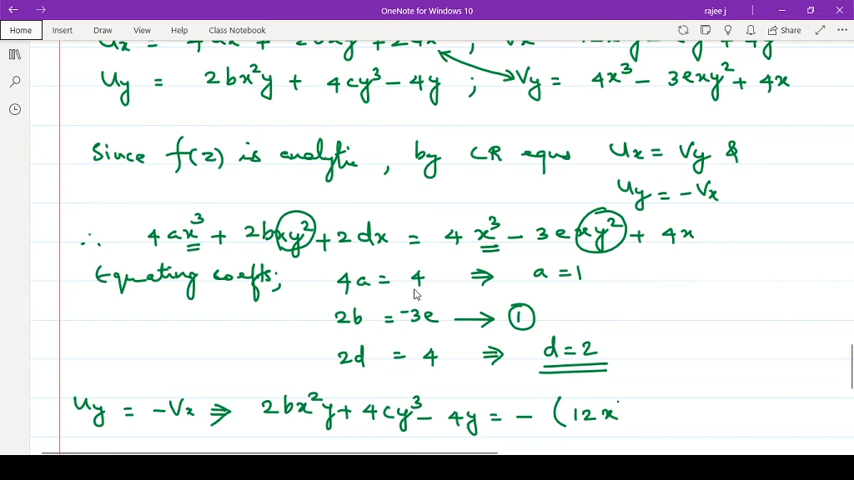 OneNote for Windows 10
rajee j
Home Insert Draw View Help Class Notebook Share
Uy = 2bx²y + 4cy³ - 4y ; Vy = 4x³ - 3exy² + 4x
Since f(z) is analytic, by CR equs Ux = Vy &
Uy = -Vx
∴ 4ax³ + 2bxy² + 2dx = 4x³ - 3exy² + 4x
Equating coefts; 4a = 4 ⇒ a = 1
2b = -3e → ①
2d = 4 ⇒ d = 2
Uy = -Vx ⇒ 2bx²y + 4cy³ - 4y = - (12x